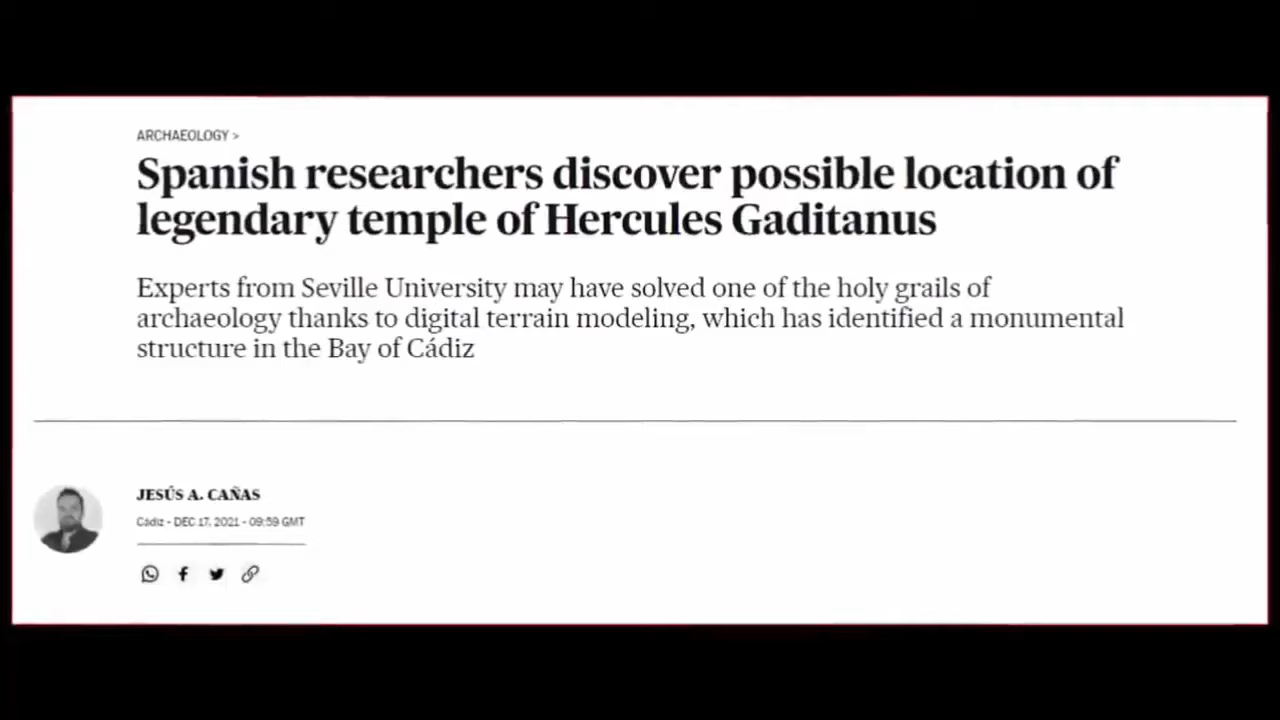 ARCHAEOLOGY >
Spanish researchers discover possible location of
legendary temple of Hercules Gaditanus
Experts from Seville University may have solved one of the holy grails of
archaeology thanks to digital terrain modeling, which has identified a monumental
structure in the Bay of Cádiz
JESÚS A. CAÑAS
Cádiz - DEC 17, 2021 - 09:59 GMT